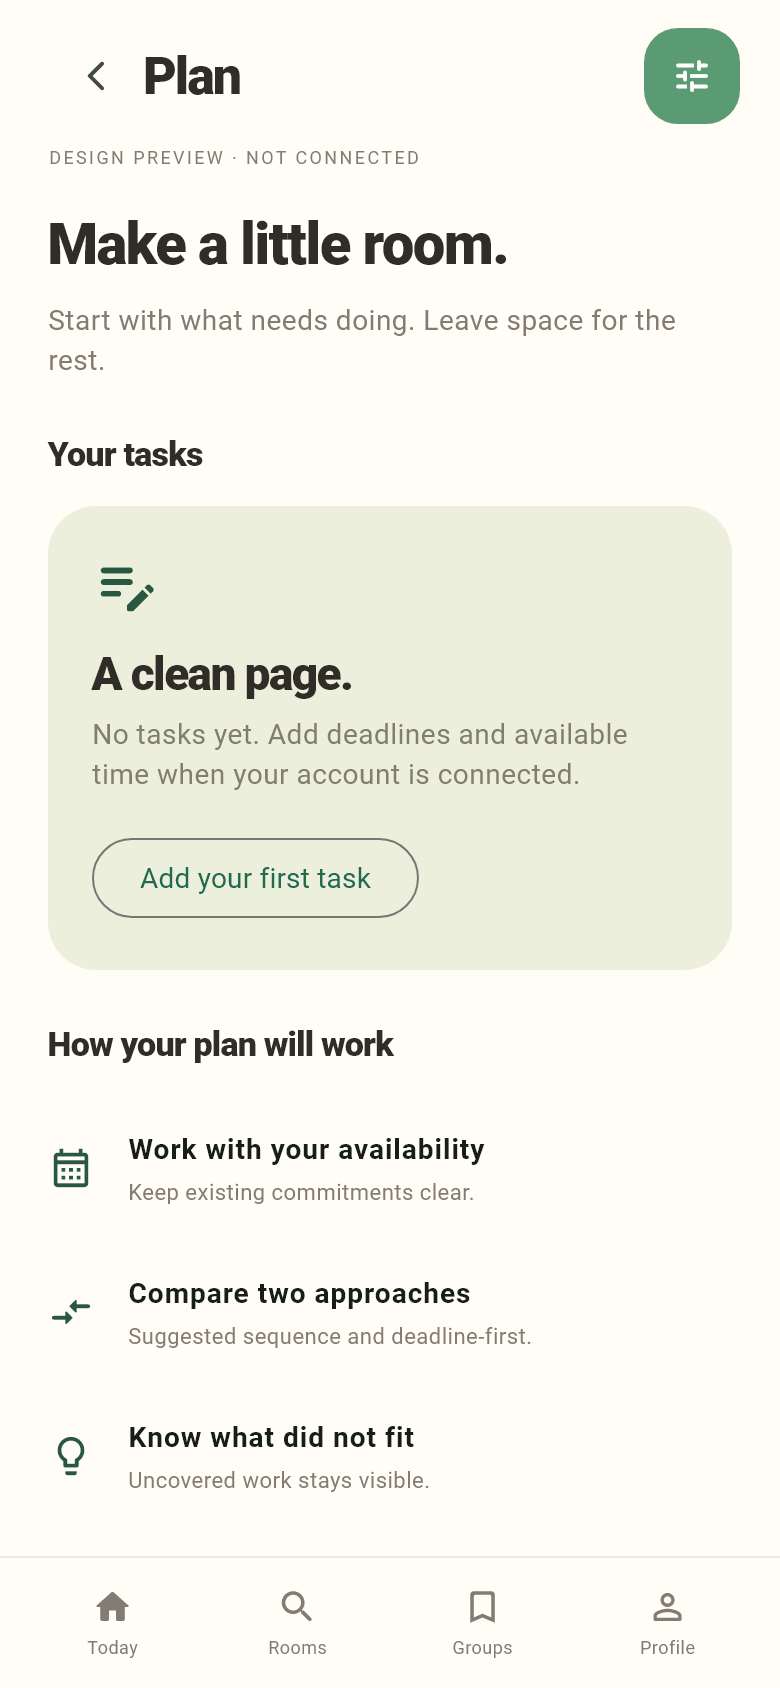 Plan
DESIGN PREVIEW · NOT CONNECTED
Make a little room.
Start with what needs doing. Leave space for the
rest.
Your tasks
A clean page.
No tasks yet. Add deadlines and available
time when your account is connected.
Add your first task
How your plan will work
Work with your availability
Keep existing commitments clear.
Compare two approaches
Suggested sequence and deadline-first.
Know what did not fit
Uncovered work stays visible.
Today
Rooms
Groups
Profile